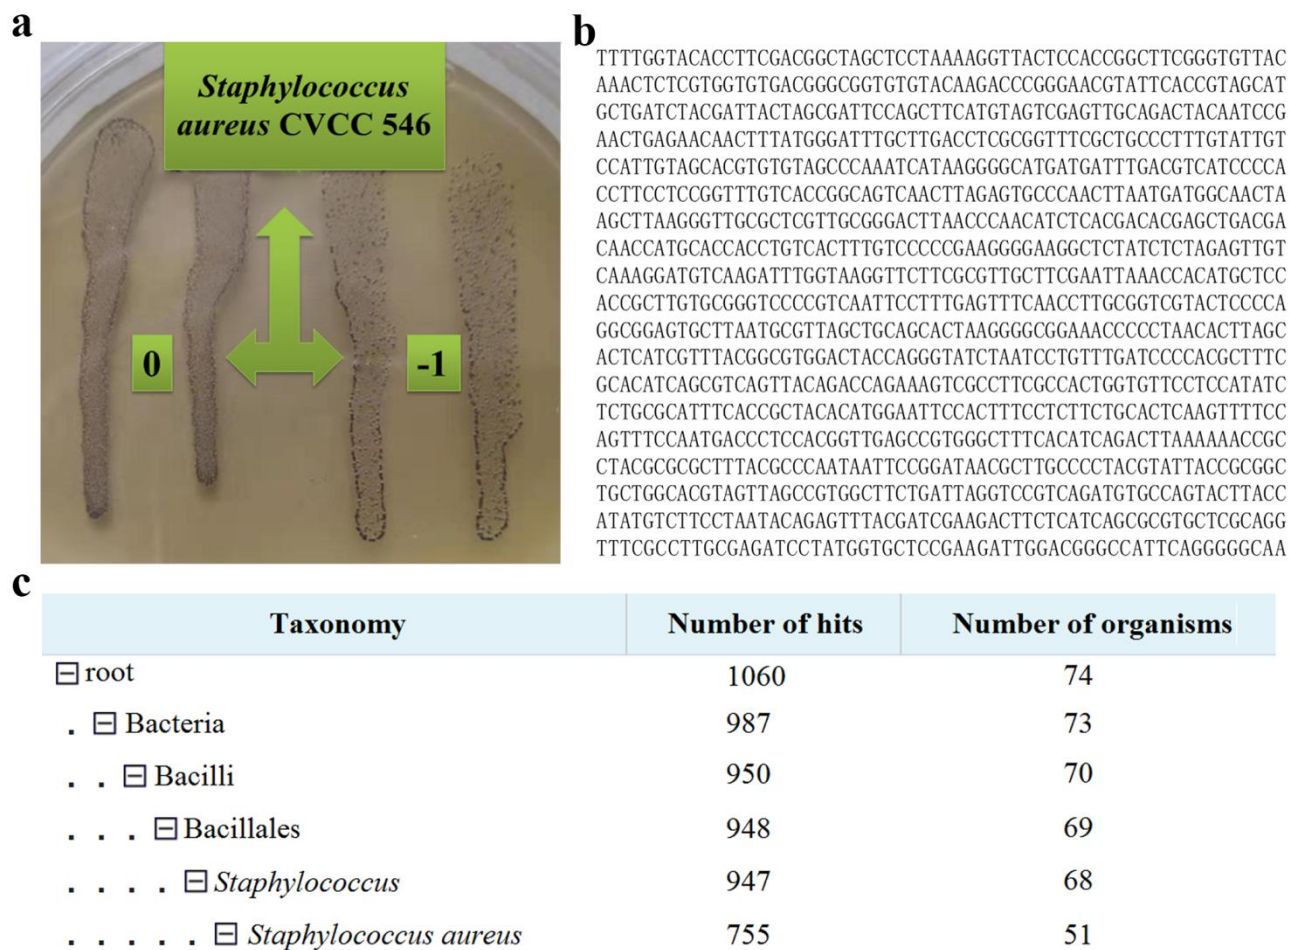 a
Staphylococcus
aureus CVCC 546
0
-1
b
TTTTGGTACACCTTCGACGGCTAGCTCCTAAAAGGTTACTCCACCGGCTTCGGGTGTTAC
AAACTCTCGTGGTGTGACGGGCGGTGTGTACAAGACCCGGGAACGTATTCACCGTAGCAT
GCTGATCTACGATTACTAGCGATTCCAGCTTCATGTAGTCGAGTTGCAGACTACAATCCG
AACTGAGAACAACTTTATGGGATTTGCTTGACCTCGCGGTTTCGCTGCCCTTTGTATTGT
CCATTGTAGCACGTGTGTAGCCCAAATCATAAGGGGCATGATGATTTGACGTCATCCCCA
CCTTCCTCCGGTTTGTCACCGGCAGTCAACTTAGAGTGCCCAACTTAATGATGGCAACTA
AGCTTAAGGGTTGCGCTCGTTGCGGGACTTAACCCAACATCTCACGACACGAGCTGACGA
CAACCATGCACCACCTGTCACTTTGTCCCCCGAAGGGGAAGGCTCTATCTCTAGAGTTGT
CAAAGGATGTCAAGATTTGGTAAGGTTCTTCGCGTTGCTTCGAATTAAACCACATGCTCC
ACCGCTTGTGCGGGTCCCCGTCAATTCCTTTGAGTTTCAACCTTGCGGTCGTACTCCCCA
GGCGGAGTGCTTAATGCGTTAGCTGCAGCACTAAGGGGCGGAAACCCCCTAACACTTAGC
ACTCATCGTTTACGGCGTGGACTACCAGGGTATCTAATCCTGTTTGATCCCCACGCTTTC
GCACATCAGCGTCAGTTACAGACCAGAAAGTCGCCTTCGCCACTGGTGTTCCTCCATATC
TCTGCGCATTTCACCGCTACACATGGAATTCCACTTTCCTCTTCTGCACTCAAGTTTTCC
AGTTTCCAATGACCCTCCACGGTTGAGCCGTGGGCTTTCACATCAGACTTAAAAAACCGC
CTACGCGCGCTTTACGCCCAATAATTCCGGATAACGCTTGCCCCCTACGTATTACCGCGGC
TGCTGGCACGTAGTTAGCCGTGGCTTCTGATTAGGTCCGTCAGATGTGCCAGTACTTACC
ATATGTCTTCCTAATACAGAGTTTACGATCGAAGACTTCTCATCAGCGCGTGCTCGCAGG
TTTCGCCTTGCGAGATCCTATGGTGCTCCGAAGATTGGACGGGCCATTCAGGGGGGCAA
c
Taxonomy Number of hits Number of organisms
root 1060 74
. Bacteria 987 73
. . Bacilli 950 70
. . . Bacillales 948 69
. . . . Staphylococcus 947 68
. . . . . Staphylococcus aureus 755 51